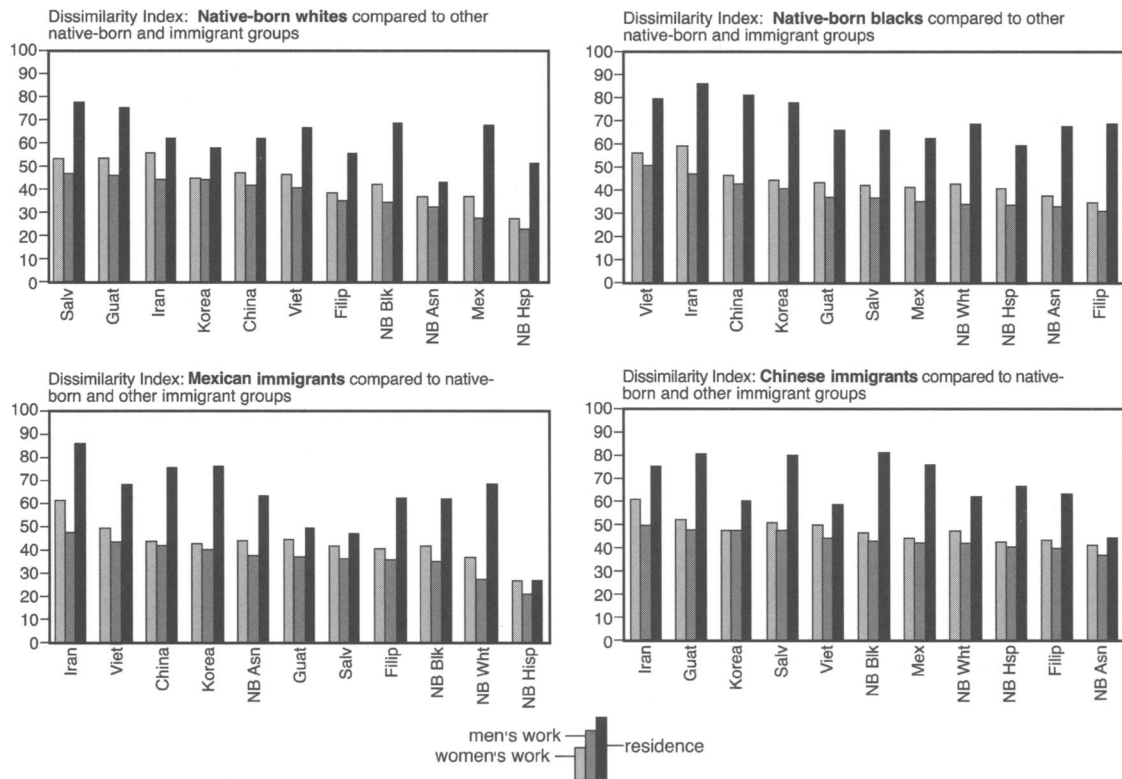 Dissimilarity Index: Native-born whites compared to other
native-born and immigrant groups
100
90
80
70
60
50
40
30
20
10
0
Salv
Guat
Iran
Korea
China
Viet
Filip
NB Blk
NB Asn
Mex
NB Hsp
Dissimilarity Index: Native-born blacks compared to other
native-born and immigrant groups
100
90
80
70
60
50
40
30
20
10
0
Viet
Iran
China
Korea
Guat
Salv
Mex
NB Wht
NB Hsp
NB Asn
Filip
Dissimilarity Index: Mexican immigrants compared to native-
born and other immigrant groups
100
90
80
70
60
50
40
30
20
10
0
Iran
Viet
China
Korea
NB Asn
Guat
Salv
Filip
NB Blk
NB Wht
NB Hisp
Dissimilarity Index: Chinese immigrants compared to native-
born and other immigrant groups
100
90
80
70
60
50
40
30
20
10
0
Iran
Guat
Korea
Salv
Viet
NB Blk
Mex
NB Wht
NB Hsp
Filip
NB Asn
men's work
women's work
residence